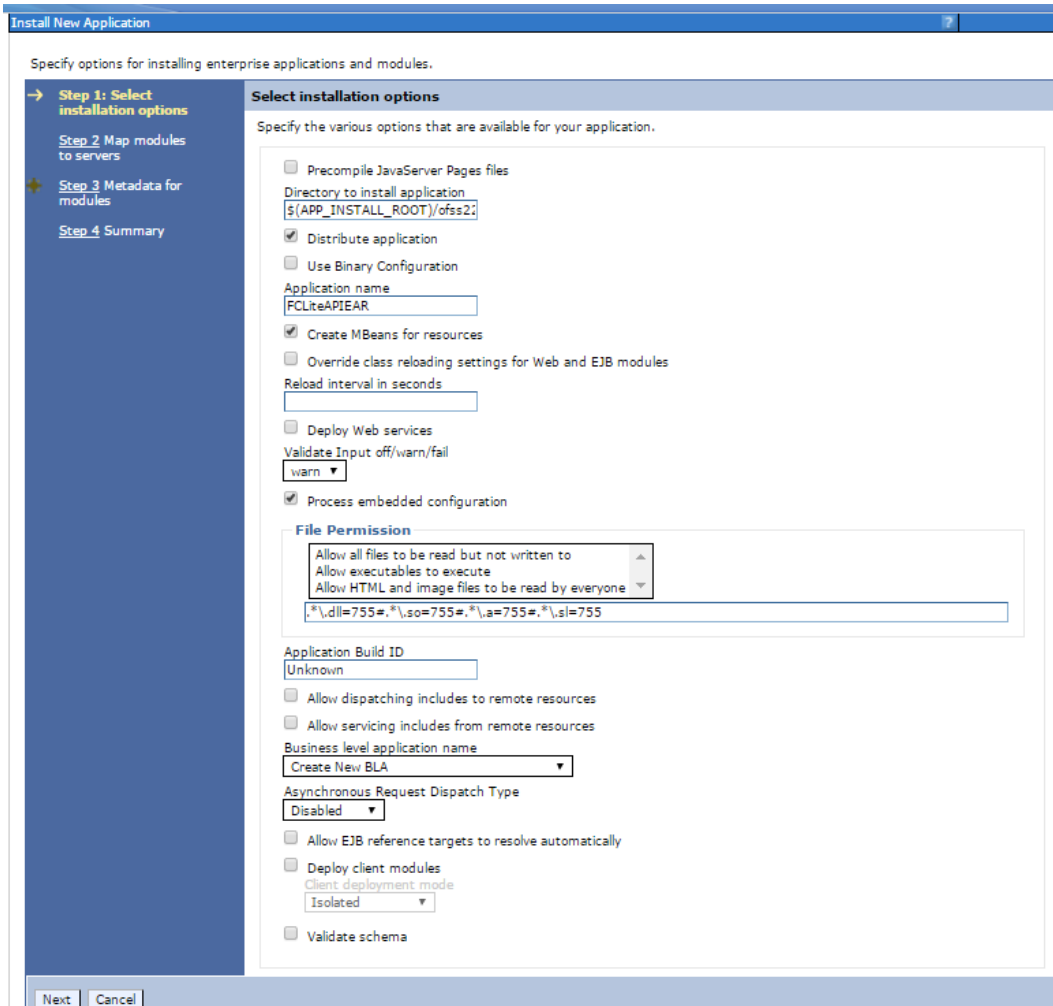 Install New Application
?
Specify options for installing enterprise applications and modules.
Step 1: Select
installation options
Step 2 Map modules
to servers
Step 3 Metadata for
modules
Step 4 Summary
Select installation options
Specify the various options that are available for your application.
Precompile JavaServer Pages files
Directory to install application
$(APP_INSTALL_ROOT)/ofss22
Distribute application
Use Binary Configuration
Application name
FCLiteAPIEAR
Create MBeans for resources
Override class reloading settings for Web and EJB modules
Reload interval in seconds
Deploy Web services
Validate Input off/warn/fail
warn
Process embedded configuration
File Permission
Allow all files to be read but not written to
Allow executables to execute
Allow HTML and image files to be read by everyone
.*\.dll=755#.*\.so=755#.*\.a=755#.*\.sl=755
Application Build ID
Unknown
Allow dispatching includes to remote resources
Allow servicing includes from remote resources
Business level application name
Create New BLA
Asynchronous Request Dispatch Type
Disabled
Allow EJB reference targets to resolve automatically
Deploy client modules
Client deployment mode
Isolated
Validate schema
Next Cancel